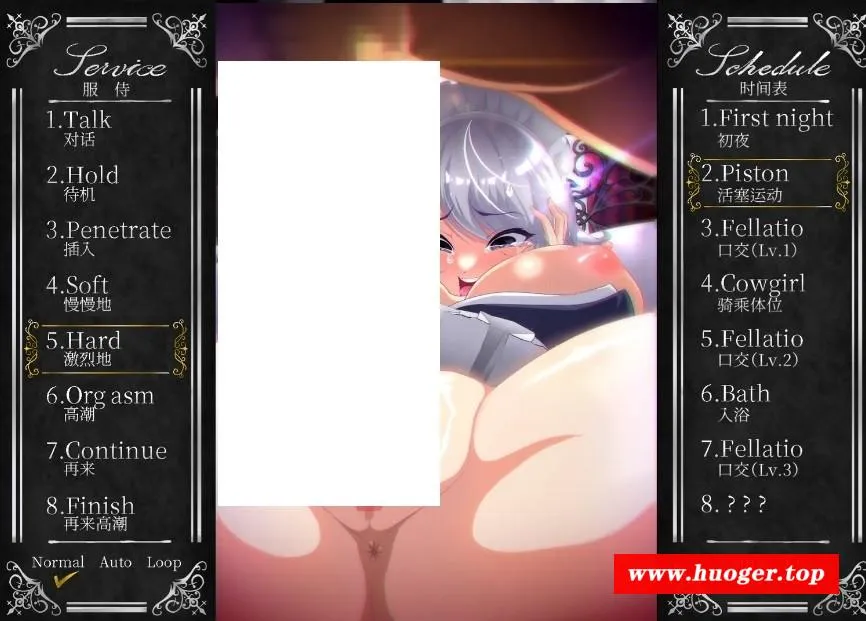 Service
服 侍
1.Talk
对话
2.Hold
待机
3.Penetrate
插入
4.Soft
慢慢地
5.Hard
激烈地
6.Org asm
高潮
7.Continue
再来
8.Finish
再来高潮
Normal Auto Loop
Schedule
时间表
1.First night
初夜
2.Piston
活塞运动
3.Fellatio
口交(Lv.1)
4.Cowgirl
骑乘体位
5.Fellatio
口交(Lv.2)
6.Bath
入浴
7.Fellatio
口交(Lv.3)
8.???
www.huoger.top